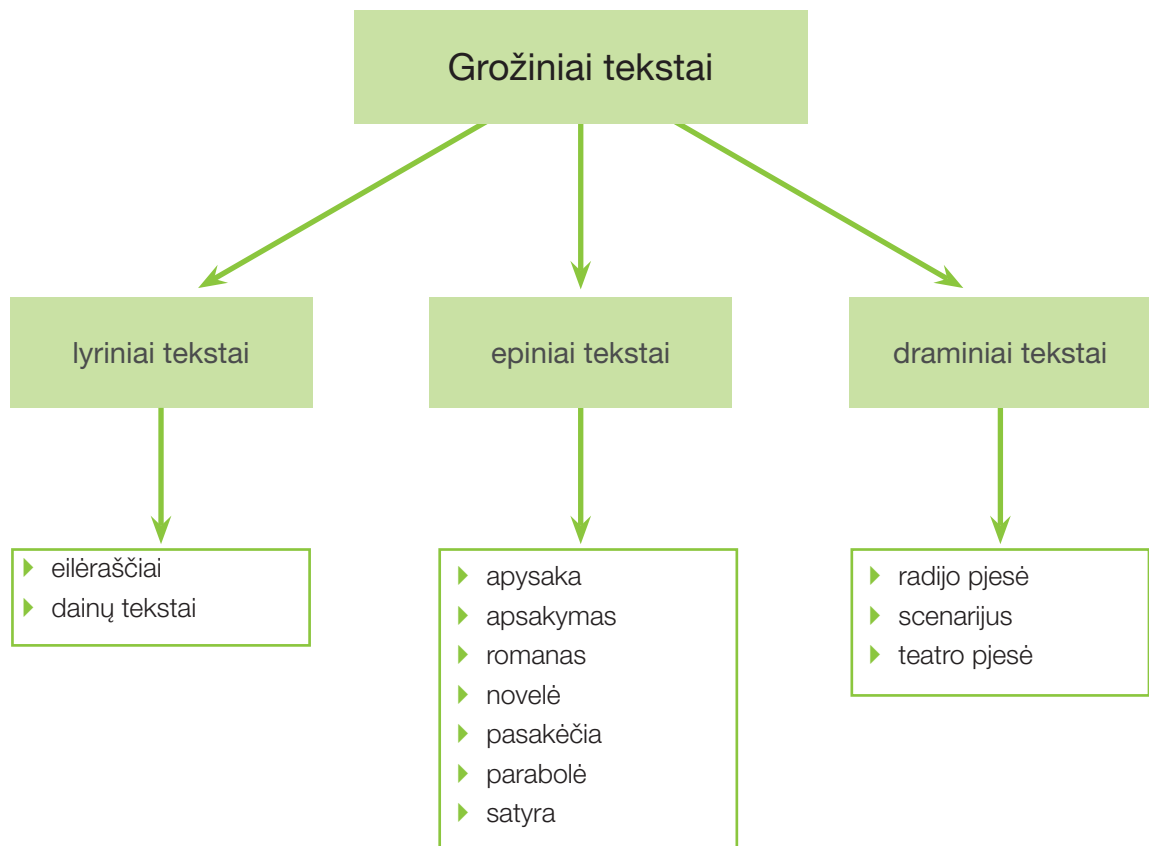 Grožiniai tekstai
lyriniai tekstai
epiniai tekstai
draminiai tekstai
eilėraščiai
dainų tekstai
apysaka
apsakymas
romanas
novelė
pasakėčia
parabolė
satyra
radijo pjesė
scenarijus
teatro pjesė